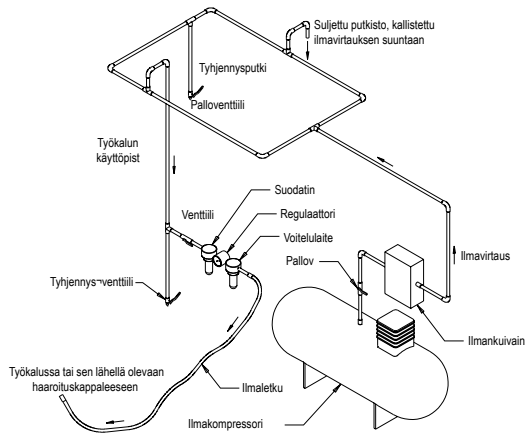 Suljettu putkisto, kallistettu
ilmavirtauksen suuntaan
Tyhjennysputki
Palloventtiili
Työkalun
käyttöpist
Suodatin
Venttiili
Regulaattori
Voitelulaite
Pallov
Ilmavirtaus
Tyhjennys¬venttiili
Ilmankuivain
Työkalussa tai sen lähellä olevaan
haaroituskappaleeseen
Ilmaletku
Ilmakompressori